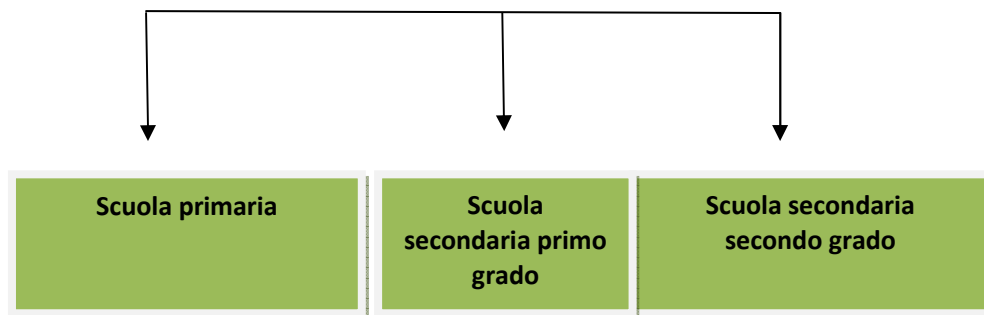 Scuola primaria
Scuola
secondaria primo
grado
Scuola secondaria
secondo grado